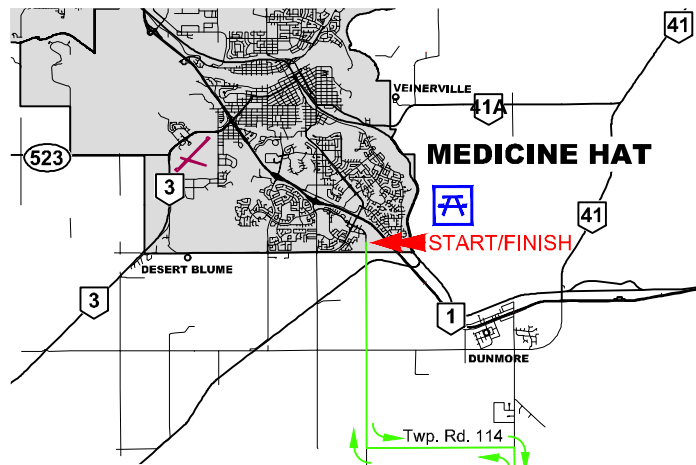 41
VEINERVILLE
41A
523
MEDICINE HAT
3
41
START/FINISH
DESERT BLUME
3
1
DUNMORE
Twp. Rd. 114